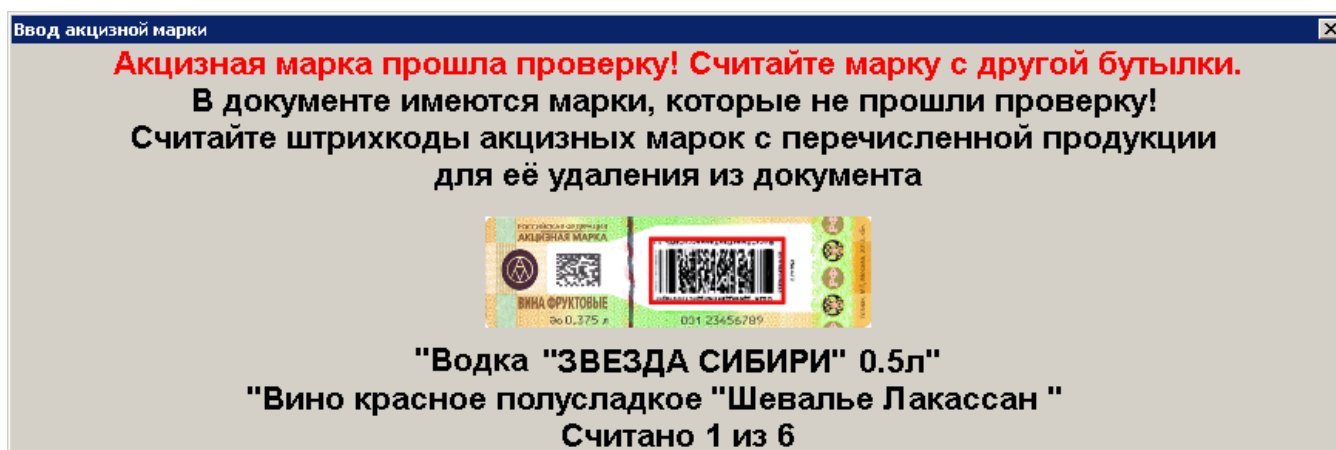 Ввод акцизной марки
Акцизная марка прошла проверку! Считайте марку с другой бутылки.
В документе имеются марки, которые не прошли проверку!
Считайте штрихкоды акцизных марок с перечисленной продукции
для её удаления из документа
РОССИЙСКАЯ ФЕДЕРАЦИЯ
АКЦИЗНАЯ МАРКА
ВИНА ФРУКТОВЫЕ
до 0,375 л
001 23456789
"Водка "ЗВЕЗДА СИБИРИ" 0.5л"
"Вино красное полусладкое "Шевалье Лакассан "
Считано 1 из 6